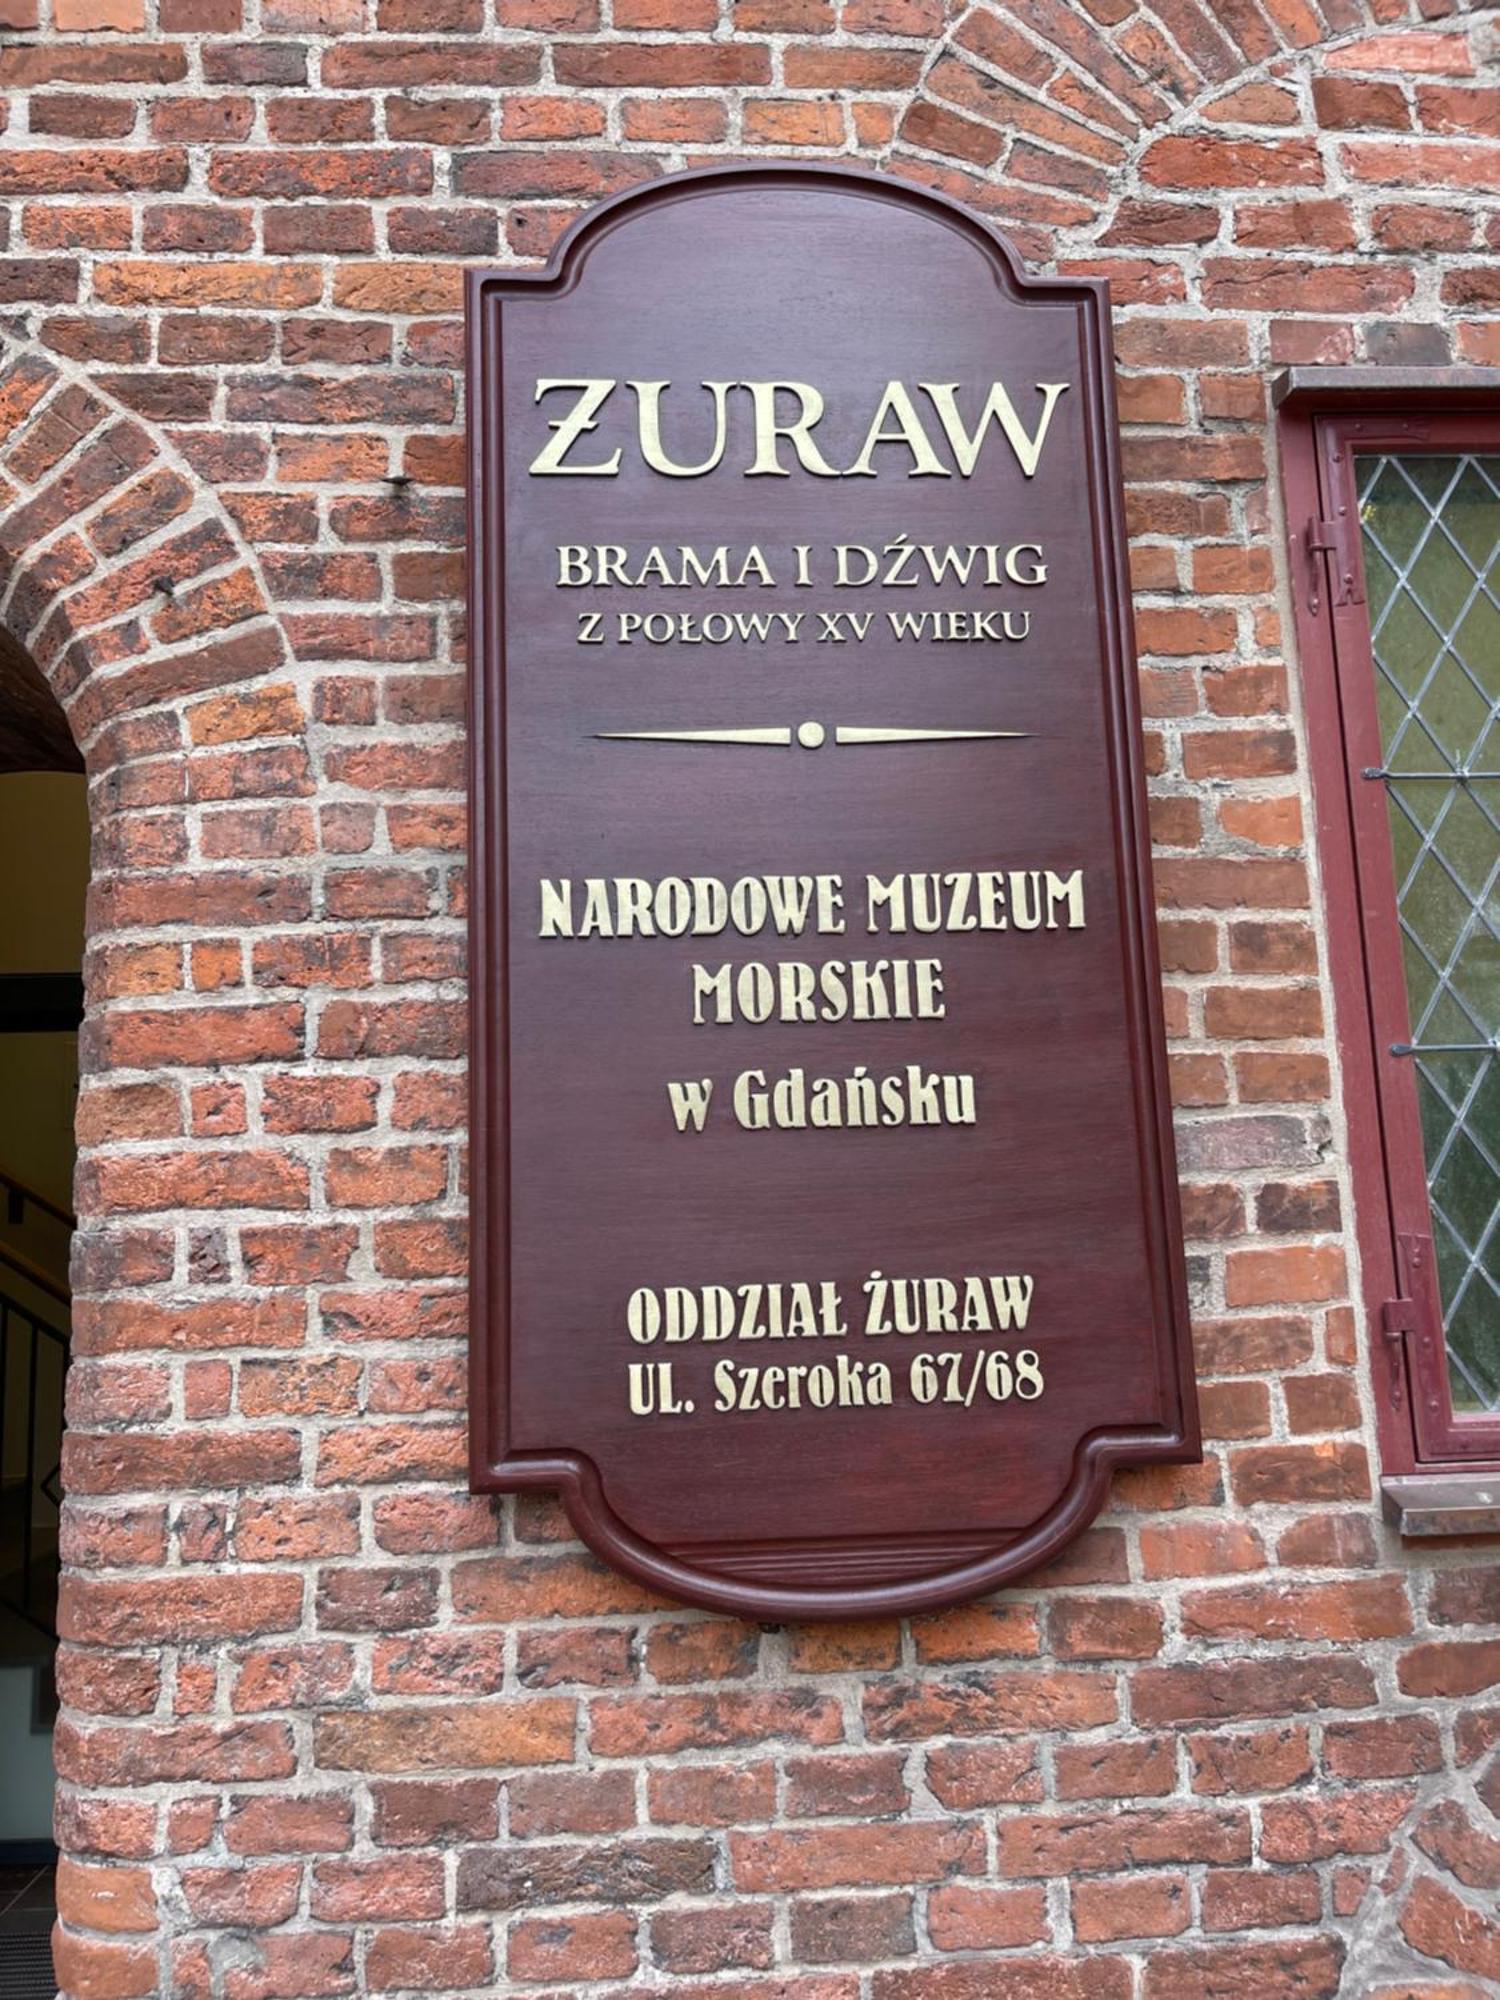 ŻURAW
BRAMA I DŹWIG
Z POŁOWY XV WIEKU
NARODOWE MUZEUM
MORSKIE
w Gdańsku
ODDZIAŁ ŻURAW
UL. Szeroka 67/68